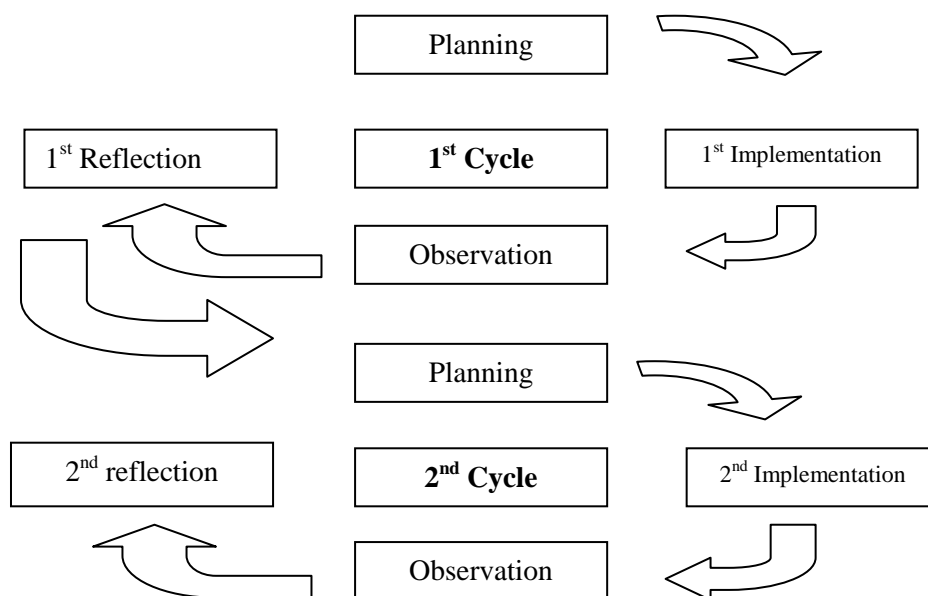 Planning
1st Reflection
1st Cycle
1st Implementation
Observation
Planning
2nd reflection
2nd Cycle
2nd Implementation
Observation